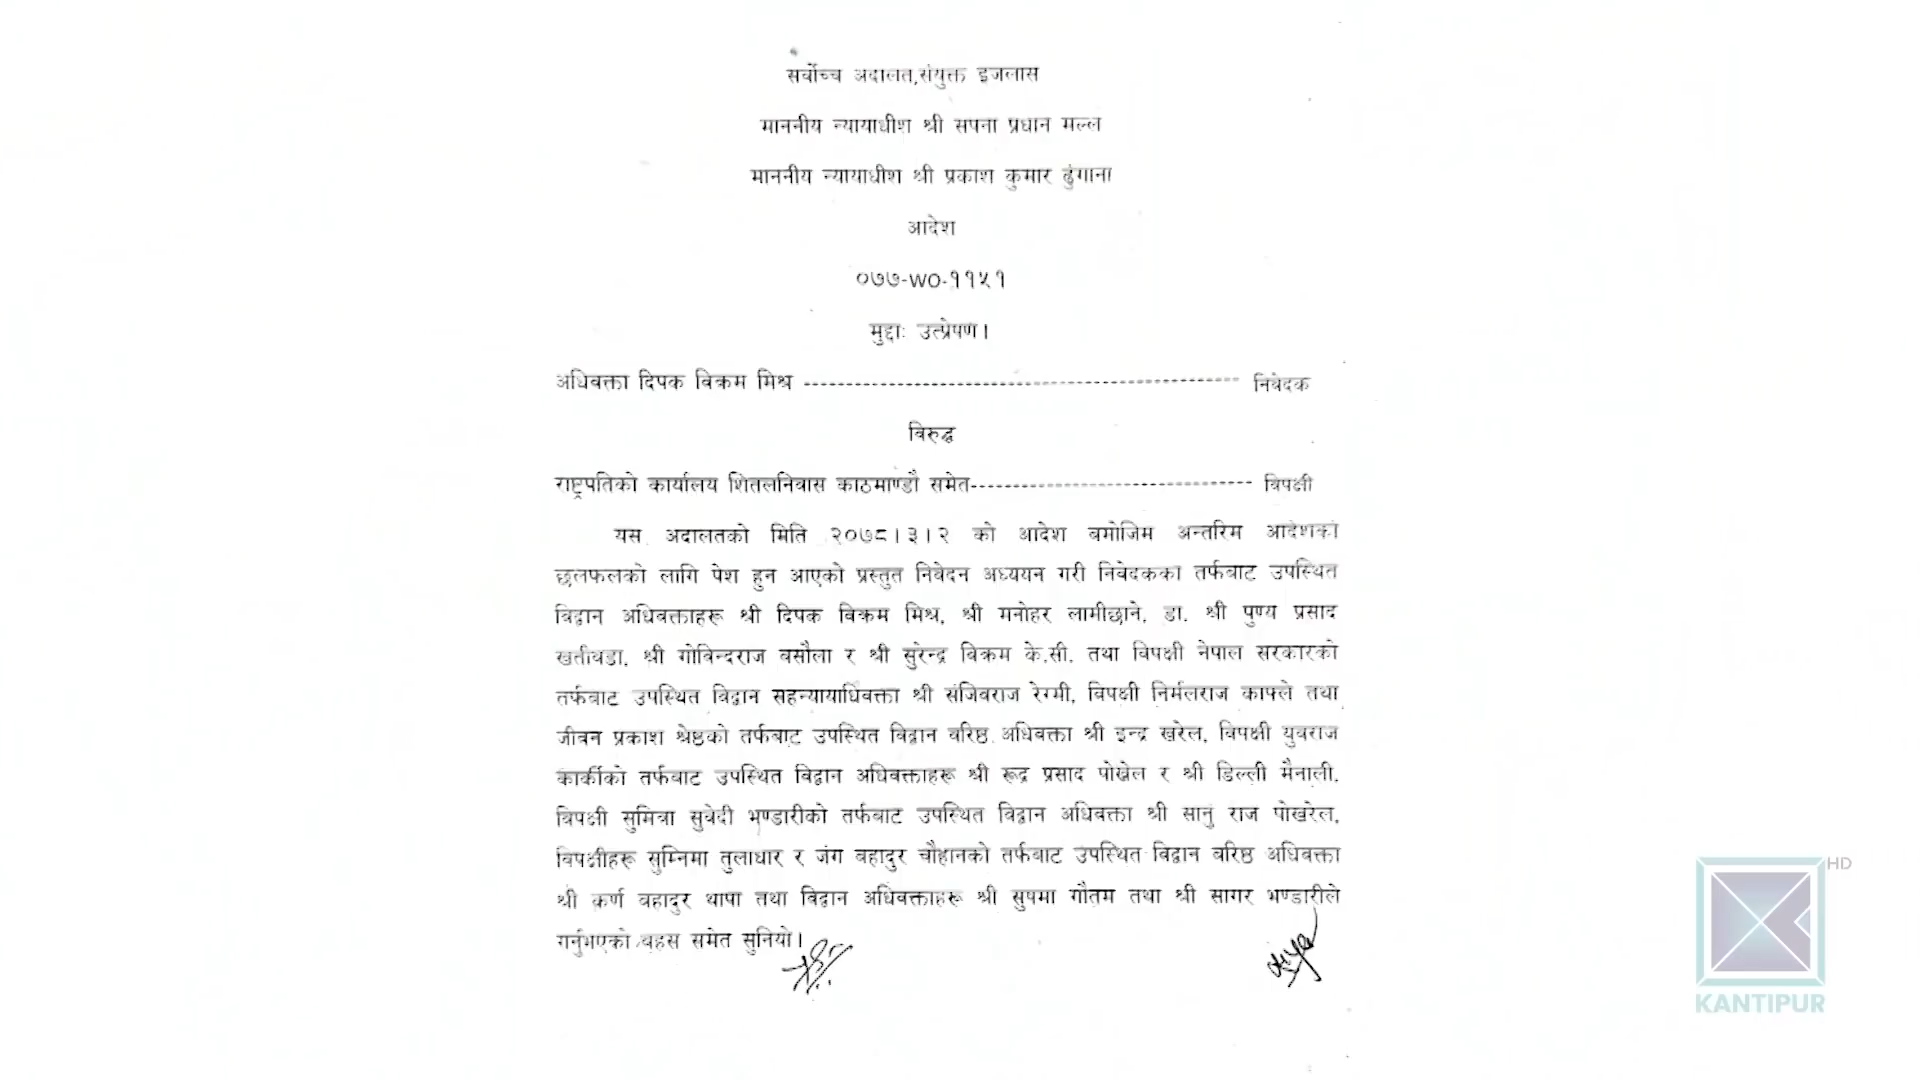 सर्वोच्च अदालत,संयुक्त इजलास
माननीय न्यायाधीश श्री सपना प्रधान मल्ल
माननीय न्यायाधीश श्री प्रकाश कुमार ढुंगाना
आदेश
०७७-WO-११५१
मुद्दाः उत्प्रेषण।
अधिवक्ता दिपक विक्रम मिश्र ---------------------------------------- निवेदक
विरुद्ध
राष्ट्रपतिको कार्यालय शितलनिवास काठमाण्डौ समेत-------------------------- विपक्षी
यस अदालतको मिति २०७८।३।२ को आदेश बमोजिम अन्तरिम आदेशको
छलफलको लागि पेश हुन आएको प्रस्तुत निवेदन अध्ययन गरी निवेदकका तर्फबाट उपस्थित
विद्वान अधिवक्ताहरू श्री दिपक विक्रम मिश्र, श्री मनोहर लामीछाने, डा. श्री पुण्य प्रसाद
खतीवडा, श्री गोविन्दराज बसौला र श्री सुरेन्द्र बिक्रम के.सी. तथा विपक्षी नेपाल सरकारको
तर्फबाट उपस्थित विद्वान सहन्यायाधिवक्ता श्री संजिवराज रेग्मी, विपक्षी निर्मलराज काफ्ले तथा
जीवन प्रकाश श्रेष्ठको तर्फबाट उपस्थित विद्वान वरिष्ठ अधिवक्ता श्री इन्द्र खरेल, विपक्षी युवराज
कार्कीको तर्फबाट उपस्थित विद्वान अधिवक्ताहरू श्री रूद्र प्रसाद पोखेल र श्री डिल्ली मैनाली,
विपक्षी सुमित्रा सुवेदी भण्डारीको तर्फबाट उपस्थित विद्वान अधिवक्ता श्री सानु राज पोखरेल,
विपक्षीहरू सुम्निमा तुलाधार र जंग बहादुर चौहानको तर्फबाट उपस्थित विद्वान वरिष्ठ अधिवक्ता
श्री कर्ण बहादुर थापा तथा विद्वान अधिवक्ताहरू श्री सुषमा गौतम तथा श्री सागर भण्डारीले
गर्नुभएको बहस समेत सुनियो।
HD
KANTIPUR